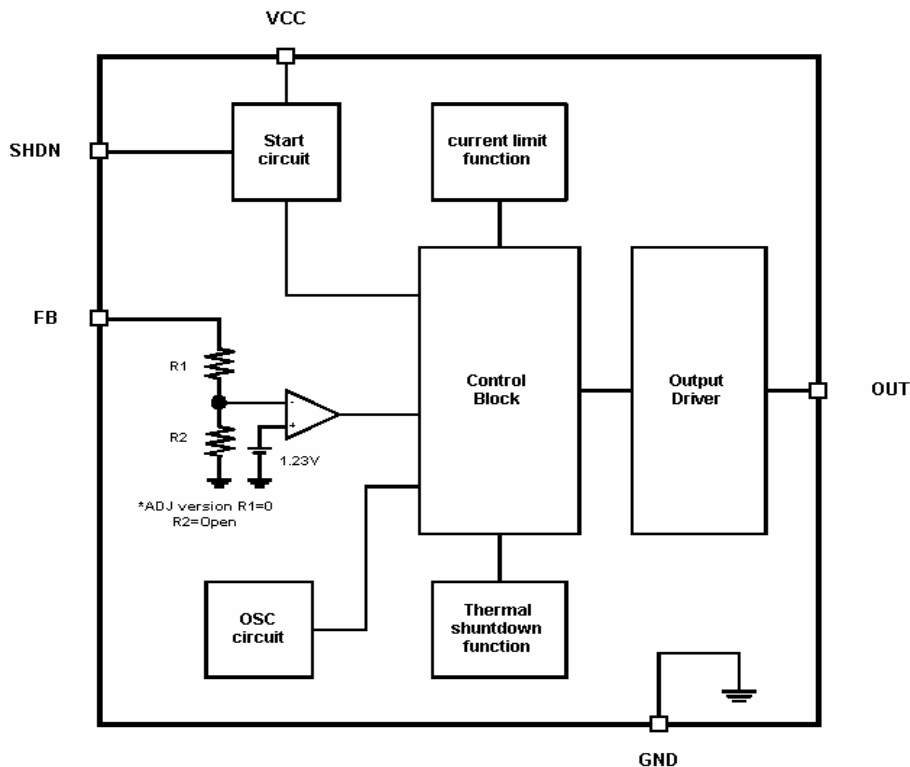 VCC
SHDN
Start
circuit
current limit
function
FB
R1
R2
-
+
1.23V
*ADJ version R1=0
R2=Open
Control
Block
Output
Driver
OUT
OSC
circuit
Thermal
shuntdown
function
GND